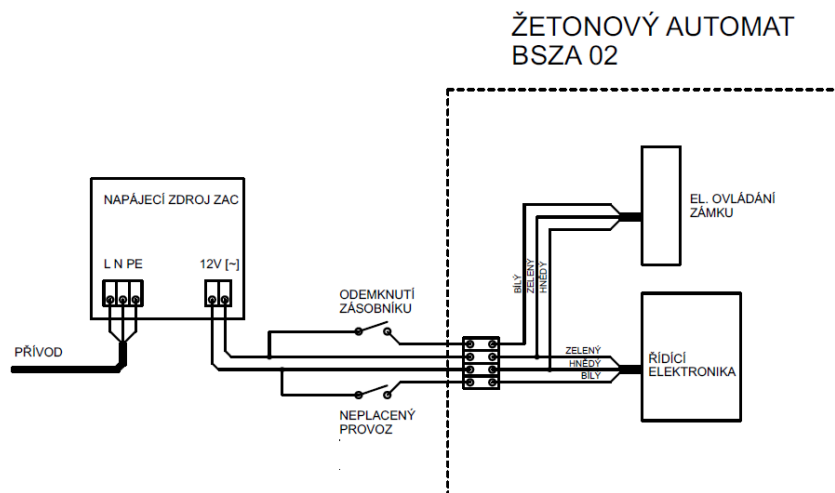 ŽETONOVÝ AUTOMAT
BSZA 02
NAPÁJECÍ ZDROJ ZAC
L N PE
12V [~]
PŘÍVOD
ODEMKNUTÍ
ZÁSOBNÍKU
NEPLACENÝ
PROVOZ
BÍLÝ
ZELENÝ
HNĚDÝ
EL. OVLÁDÁNÍ
ZÁMKU
ZELENÝ
HNĚDÝ
BÍLÝ
ŘÍDÍCÍ
ELEKTRONIKA